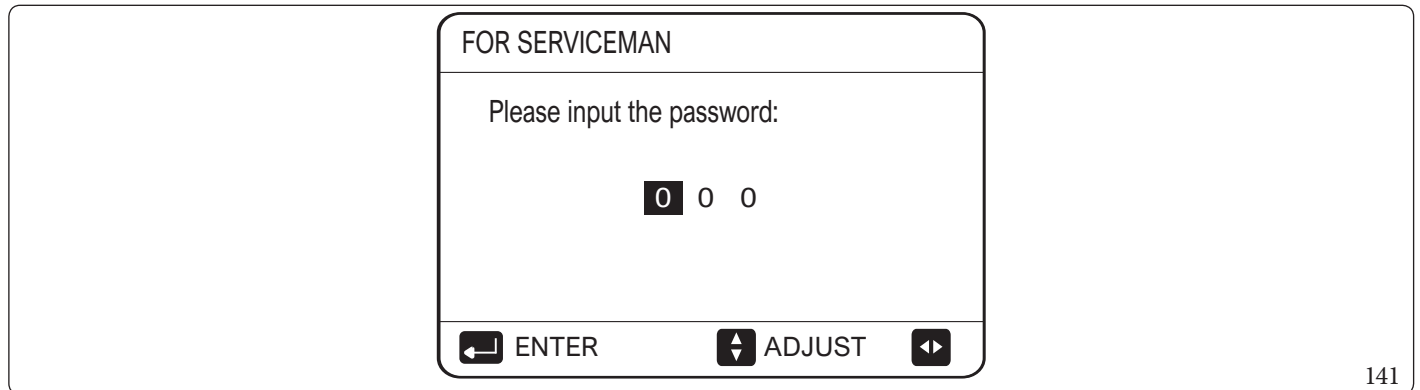 FOR SERVICEMAN
Please input the password:
0 0 0
ENTER ADJUST
141